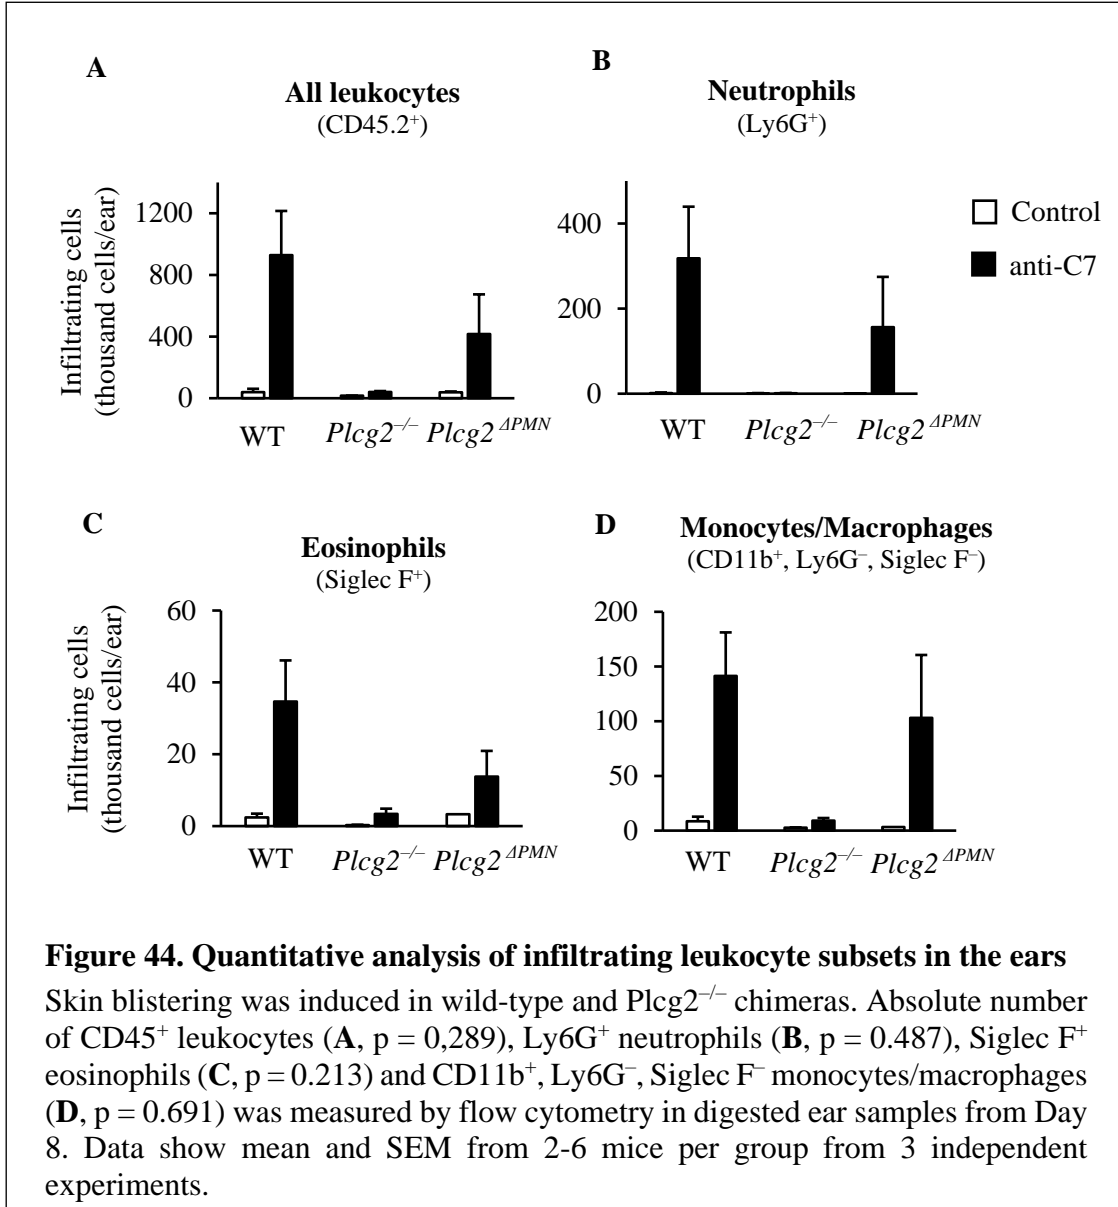 A
All leukocytes
(CD45.2⁺)
Infiltrating cells
(thousand cells/ear)
1200
800
400
0
WT
Plcg2⁻/⁻
Plcg2 ΔPMN
B
Neutrophils
(Ly6G⁺)
400
200
0
WT
Plcg2⁻/⁻
Plcg2 ΔPMN
Control
anti-C7
C
Eosinophils
(Siglec F⁺)
Infiltrating cells
(thousand cells/ear)
60
40
20
0
WT
Plcg2⁻/⁻
Plcg2 ΔPMN
D
Monocytes/Macrophages
(CD11b⁺, Ly6G⁻, Siglec F⁻)
200
150
100
50
0
WT
Plcg2⁻/⁻
Plcg2 ΔPMN
Figure 44. Quantitative analysis of infiltrating leukocyte subsets in the ears
Skin blistering was induced in wild-type and Plcg2⁻/⁻ chimeras. Absolute number
of CD45⁺ leukocytes (A, p = 0,289), Ly6G⁺ neutrophils (B, p = 0.487), Siglec F⁺
eosinophils (C, p = 0.213) and CD11b⁺, Ly6G⁻, Siglec F⁻ monocytes/macrophages
(D, p = 0.691) was measured by flow cytometry in digested ear samples from Day
8. Data show mean and SEM from 2-6 mice per group from 3 independent
experiments.